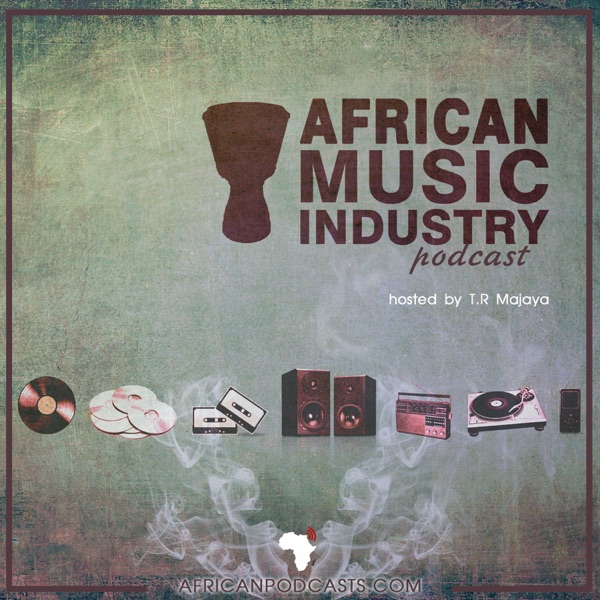 AFRICAN
MUSIC
INDUSTRY
podcast
hosted by T.R Majaya
AFRICANPODCASTS.COM